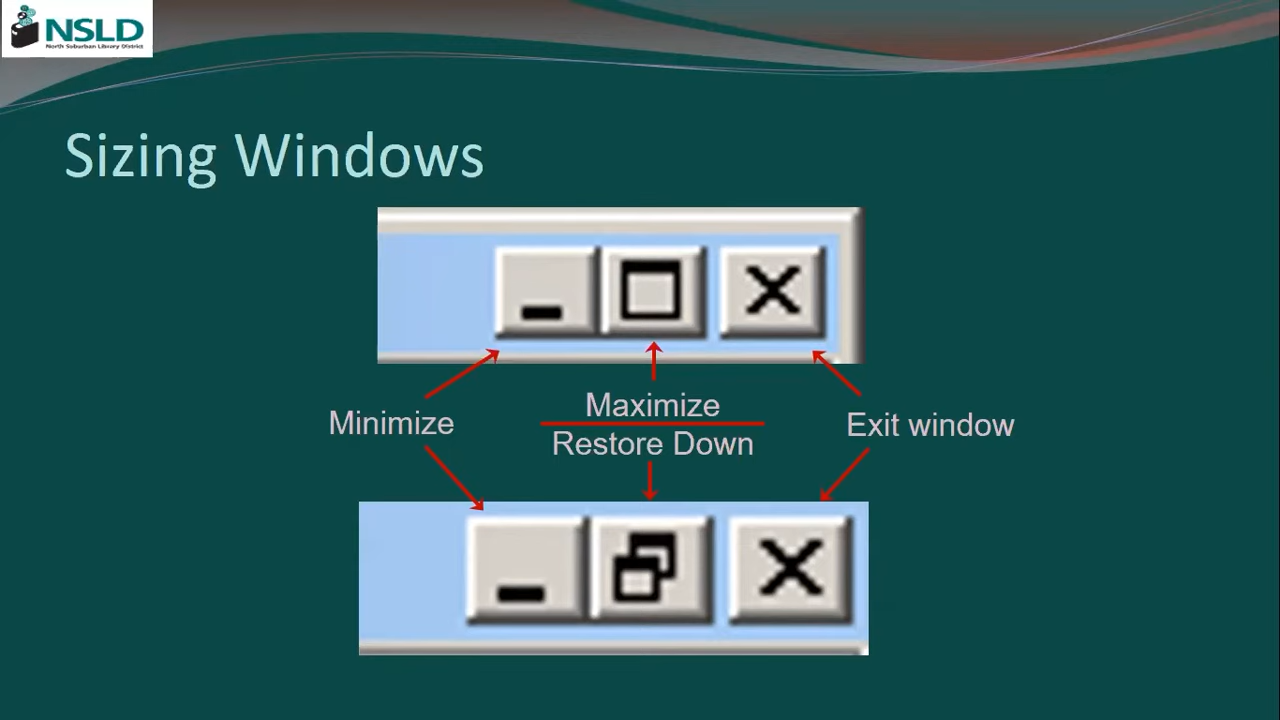 NSLD
North Suburban Library District
Sizing Windows
Minimize
Maximize
Restore Down
Exit window